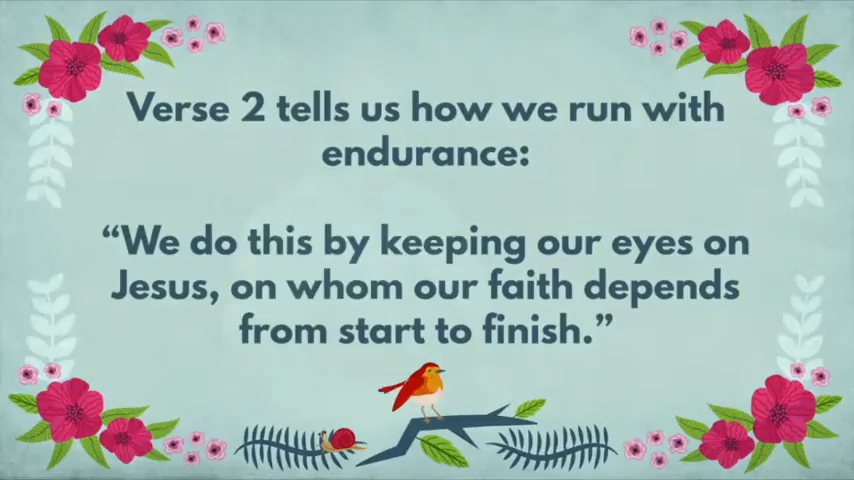 Verse 2 tells us how we run with
endurance:
“We do this by keeping our eyes on
Jesus, on whom our faith depends
from start to finish.”